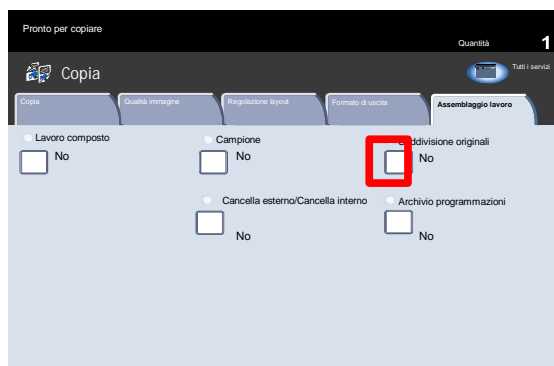 Pronto per copiare
Quantità 1
Copia
Tutti i servizi
Copia Qualità immagine Regolazione layout Formato di uscita Assemblaggio lavoro
Lavoro composto Campione originali
No No No
Cancella esterno/Cancella interno Archivio programmazioni
No No